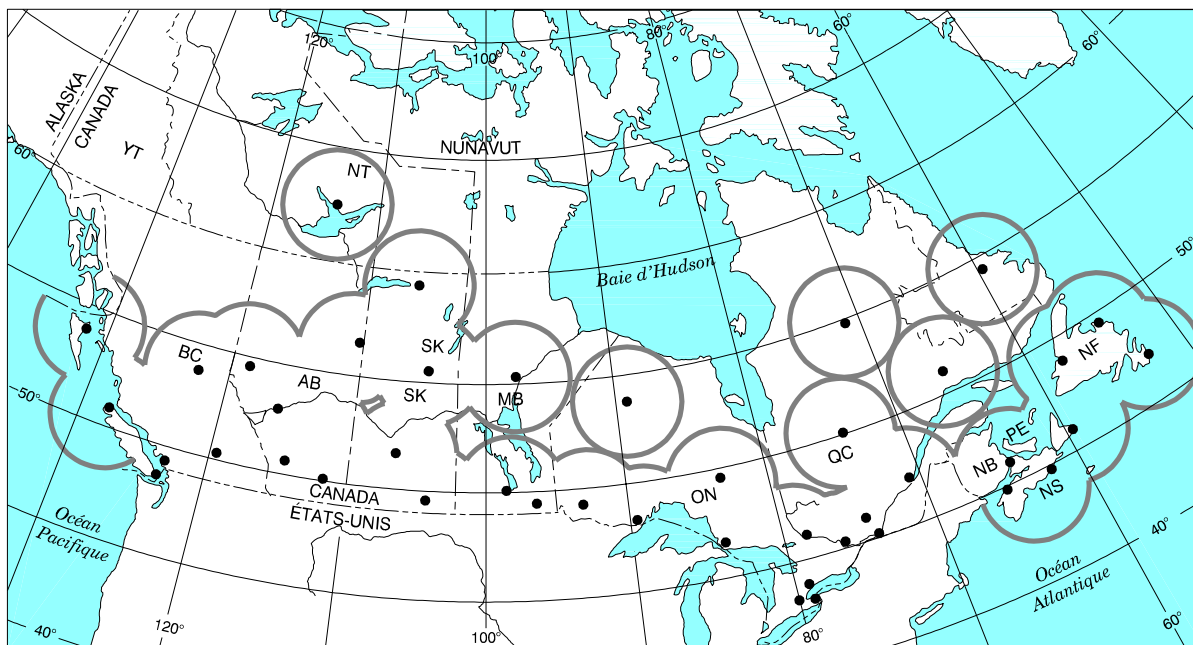 120°
100°
80°
60°
60°
ALASKA
CANADA
YT
60°
NT
NUNAVUT
Baie d’Hudson
50°
BC
AB
SK
SK
MB
NF
50°
QC
PE
NB
NS
ON
CANADA
ÉTATS-UNIS
Océan
Pacifique
Océan
Atlantique
40°
40°
120°
100°
80°
60°